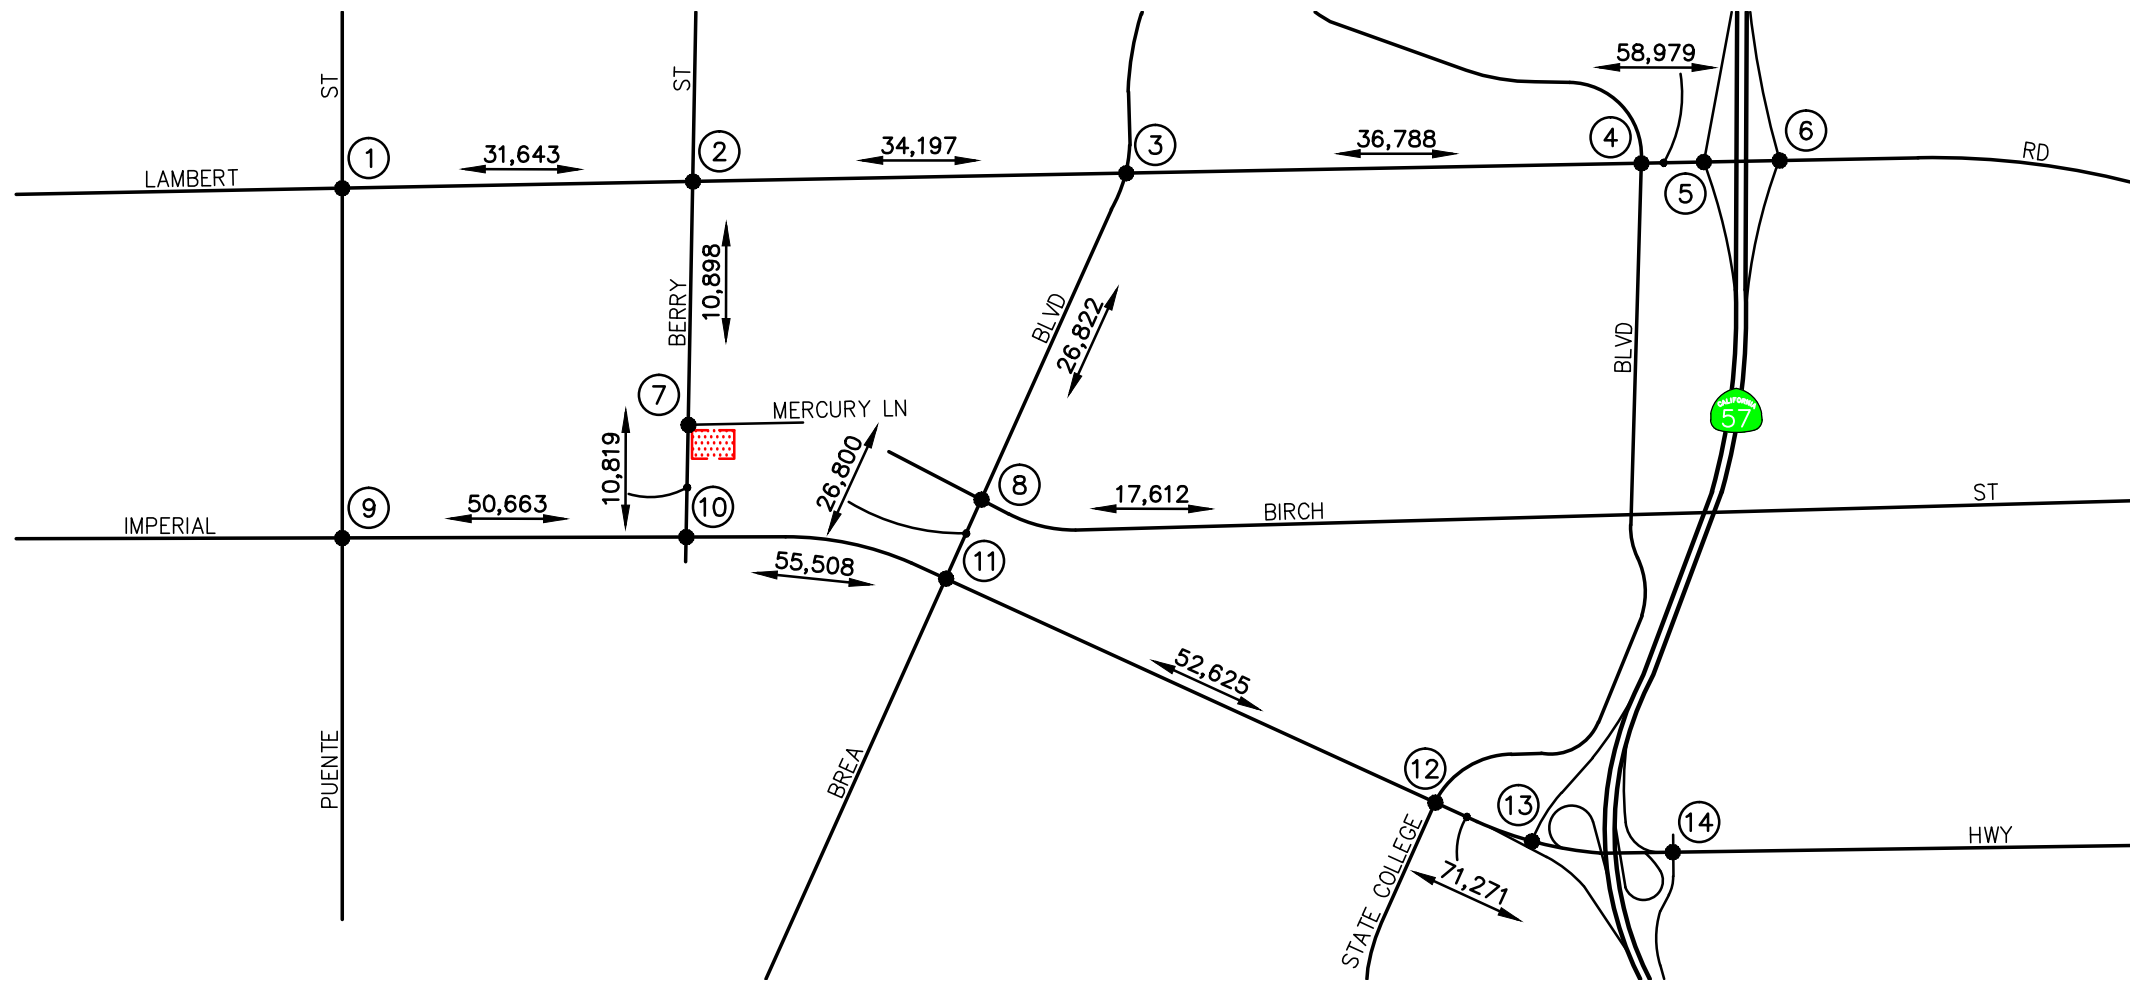 58,979
ST
ST
6
4
3
36,788
34,197
2
1
31,643
RD
LAMBERT
5
10,898
BERRY
BLVD
26,822
BLVD
7
MERCURY LN
CALIFORNIA
57
10,819
26,800
8
17,612
BIRCH
ST
9
50,663
10
IMPERIAL
11
55,508
52,625
PUENTE
BREA
12
13
14
HWY
STATE COLLEGE
71,271